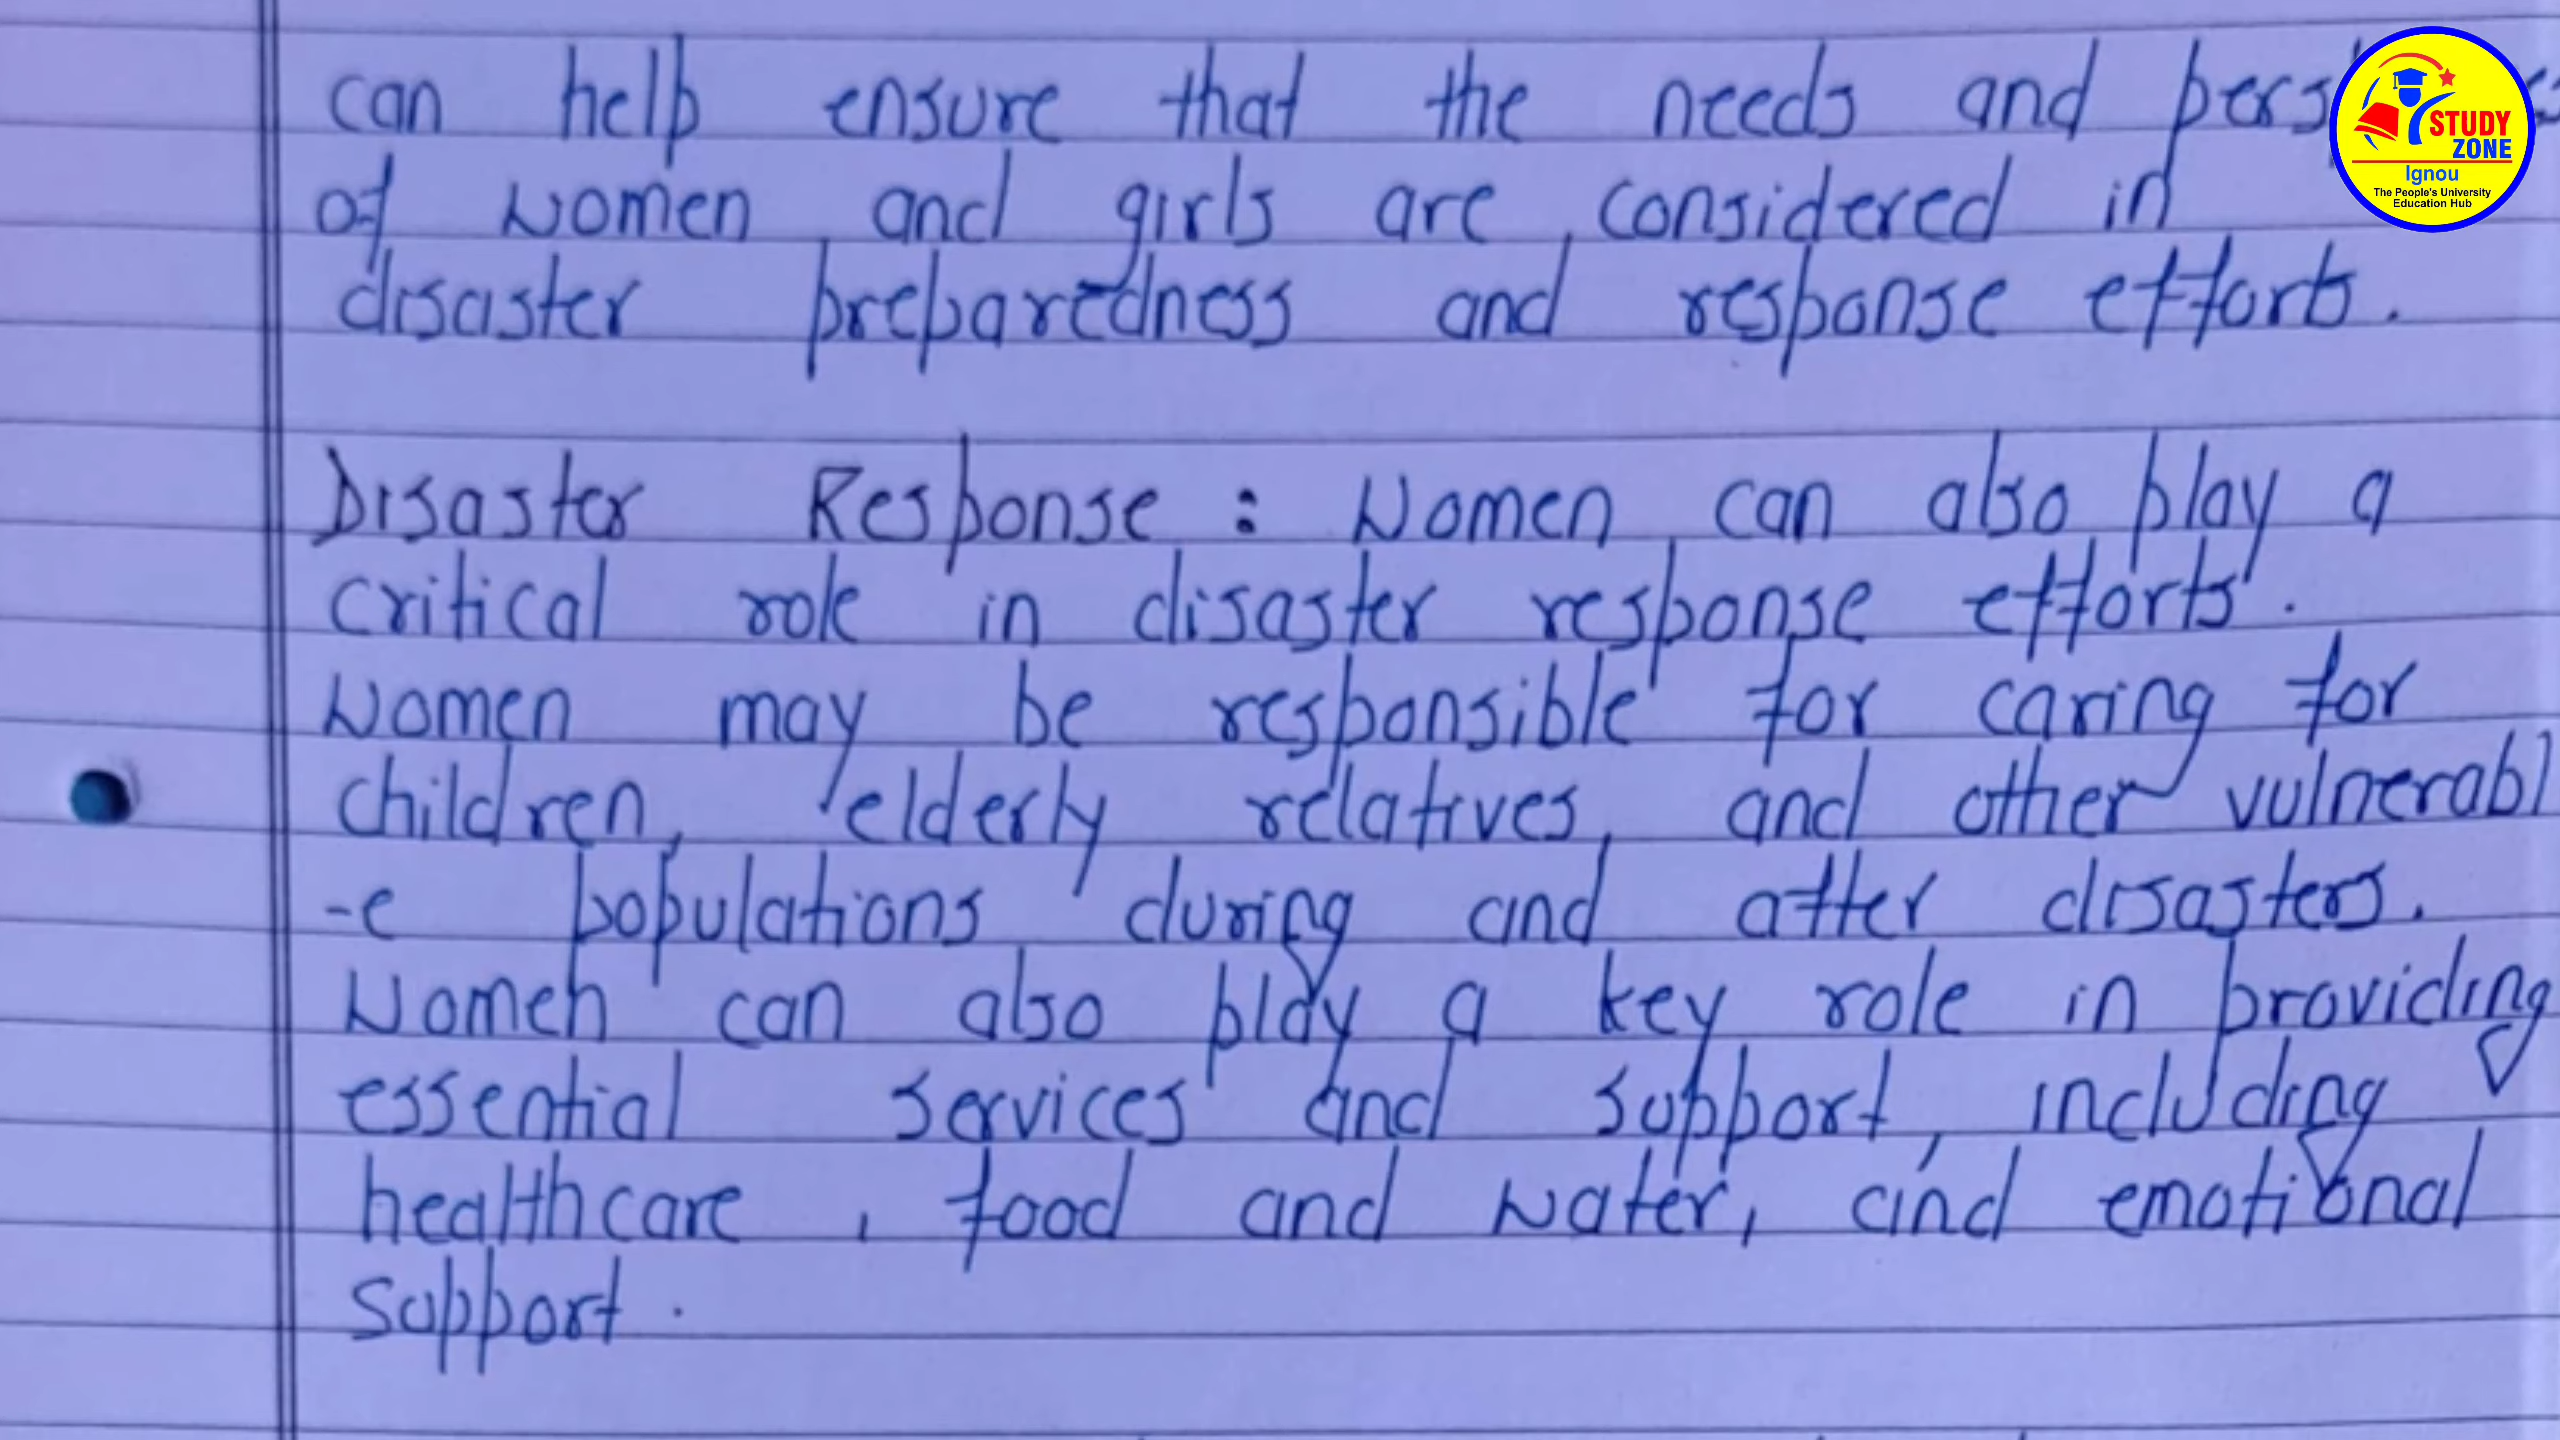 can help ensure that the needs and
of women and girls are considered in
disaster preparedness and response efforts.
Disaster Response : Women can also play a
critical role in disaster response efforts.
Women may be responsible for caring for
children, elderly relatives, and other vulnerabl
-e populations during and after disasters.
Women can also play a key role in providing
essential services and support, including
healthcare, food and water, and emotional
support.
STUDY
ZONE
Ignou
The People's University
Education Hub